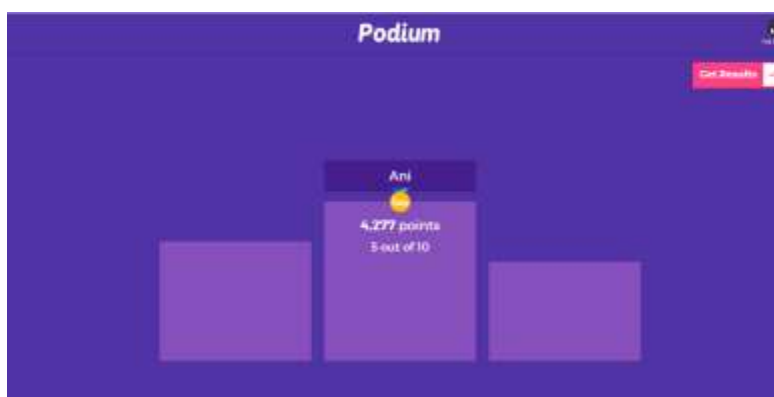 Podium
Get Results
Ani
4,277 points
5 out of 10